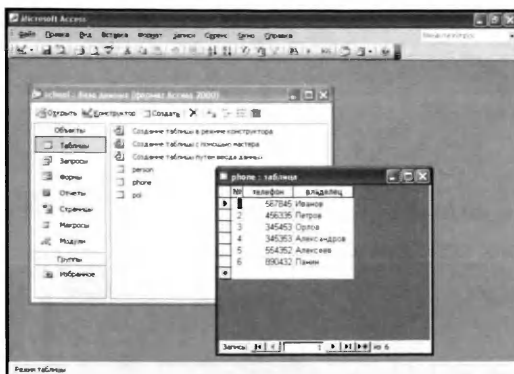 Microsoft Access
Файл Правка Вид Вставка Формат Записи Сервис Окно Справка
school : база данных (формат Access 2000)
Открыть Конструктор Создать
Объекты
Таблицы
Запросы
Формы
Отчеты
Страницы
Макросы
Модули
Группы
Избранное
Создание таблицы в режиме конструктора
Создание таблицы с помощью мастера
Создание таблицы путем ввода данных
person
phone
pol
phone : таблица
№ телефон владелец
567845 Иванов
2 456335 Петров
3 345453 Орлов
4 345353 Александров
5 554352 Алексеев
6 890432 Панин
Запись: 1 из 6
Режим таблицы